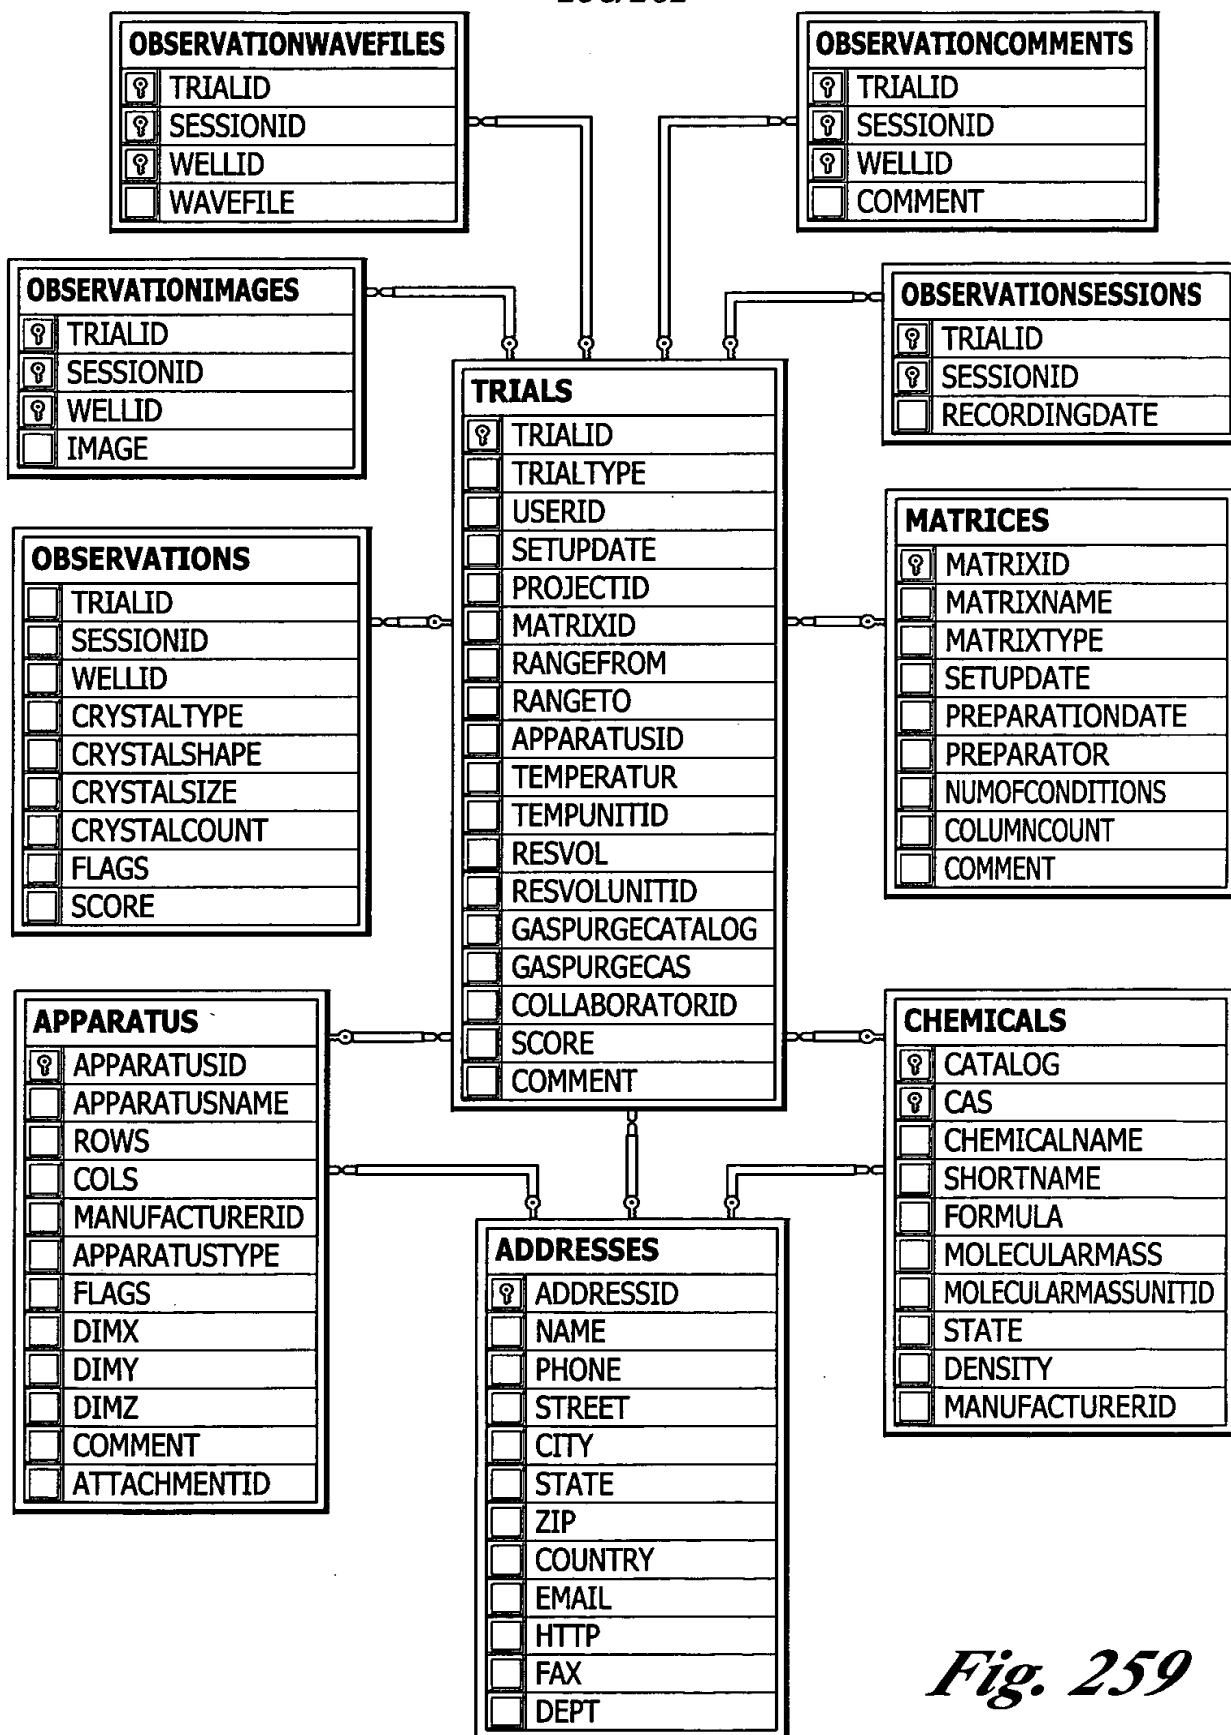 OBSERVATIONWAVEFILES
TRIALID
SESSIONID
WELLID
WAVEFILE
OBSERVATIONCOMMENTS
TRIALID
SESSIONID
WELLID
COMMENT
OBSERVATIONIMAGES
TRIALID
SESSIONID
WELLID
IMAGE
OBSERVATIONSESSIONS
TRIALID
SESSIONID
RECORDINGDATE
TRIALS
TRIALID
TRIALTYPE
USERID
SETUPDATE
PROJECTID
MATRIXID
RANGEFROM
RANGETO
APPARATUSID
TEMPERATUR
TEMPUNITID
RESVOL
RESVOLUNITID
GASPURGECATALOG
GASPURGECAS
COLLABORATORID
SCORE
COMMENT
OBSERVATIONS
TRIALID
SESSIONID
WELLID
CRYSTALTYPE
CRYSTALSHAPE
CRYSTALSIZE
CRYSTALCOUNT
FLAGS
SCORE
MATRICES
MATRIXID
MATRIXNAME
MATRIXTYPE
SETUPDATE
PREPARATIONDATE
PREPARATOR
NUMOFCONDITIONS
COLUMNCOUNT
COMMENT
APPARATUS
APPARATUSID
APPARATUSNAME
ROWS
COLS
MANUFACTURERID
APPARATUSTYPE
FLAGS
DIMX
DIMY
DIMZ
COMMENT
ATTACHMENTID
CHEMICALS
CATALOG
CAS
CHEMICALNAME
SHORTNAME
FORMULA
MOLECULARMASS
MOLECULARMASSUNITID
STATE
DENSITY
MANUFACTURERID
ADDRESSES
ADDRESSID
NAME
PHONE
STREET
CITY
STATE
ZIP
COUNTRY
EMAIL
HTTP
FAX
DEPT
Fig. 259